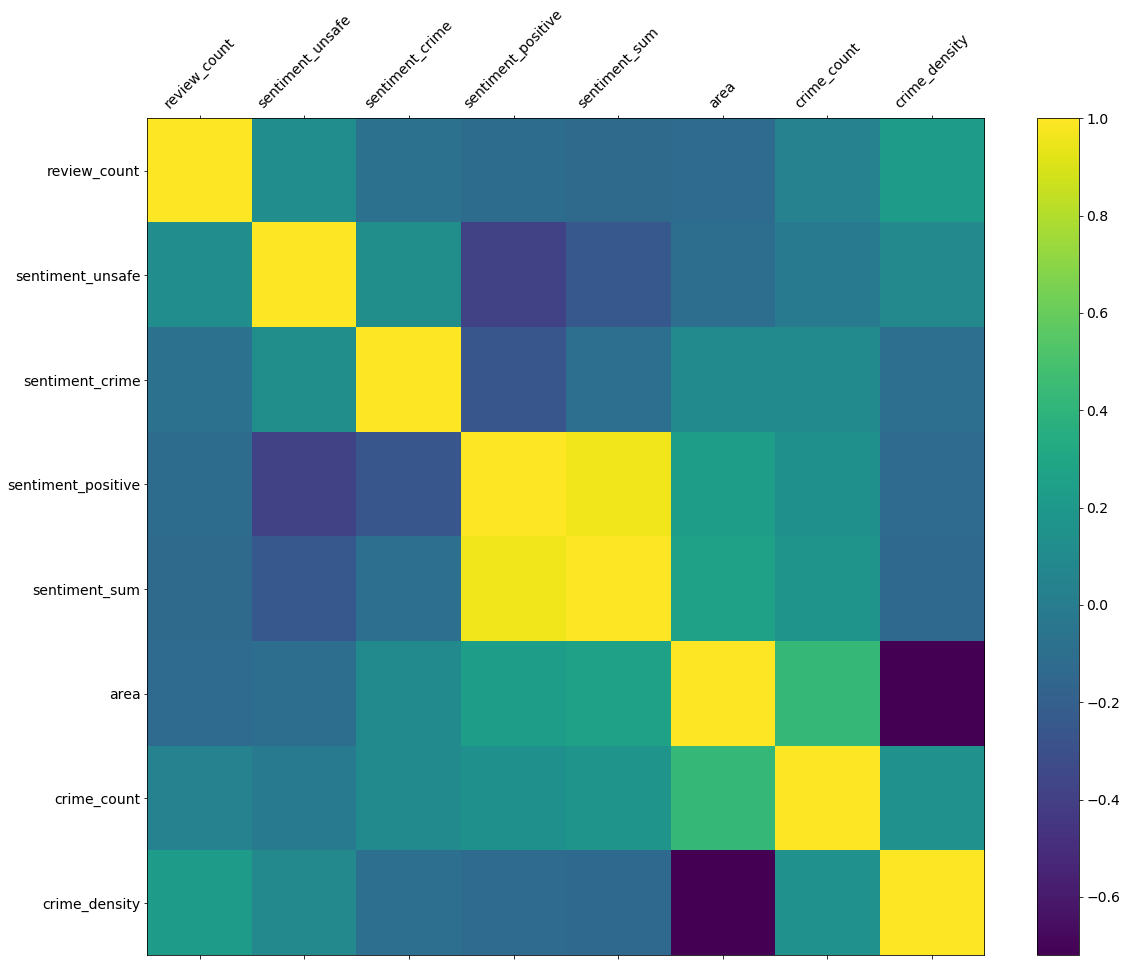 review_count
sentiment_unsafe
sentiment_crime
sentiment_positive
sentiment_sum
area
crime_count
crime_density
review_count
sentiment_unsafe
sentiment_crime
sentiment_positive
sentiment_sum
area
crime_count
crime_density
1.0
0.8
0.6
0.4
0.2
0.0
−0.2
−0.4
−0.6